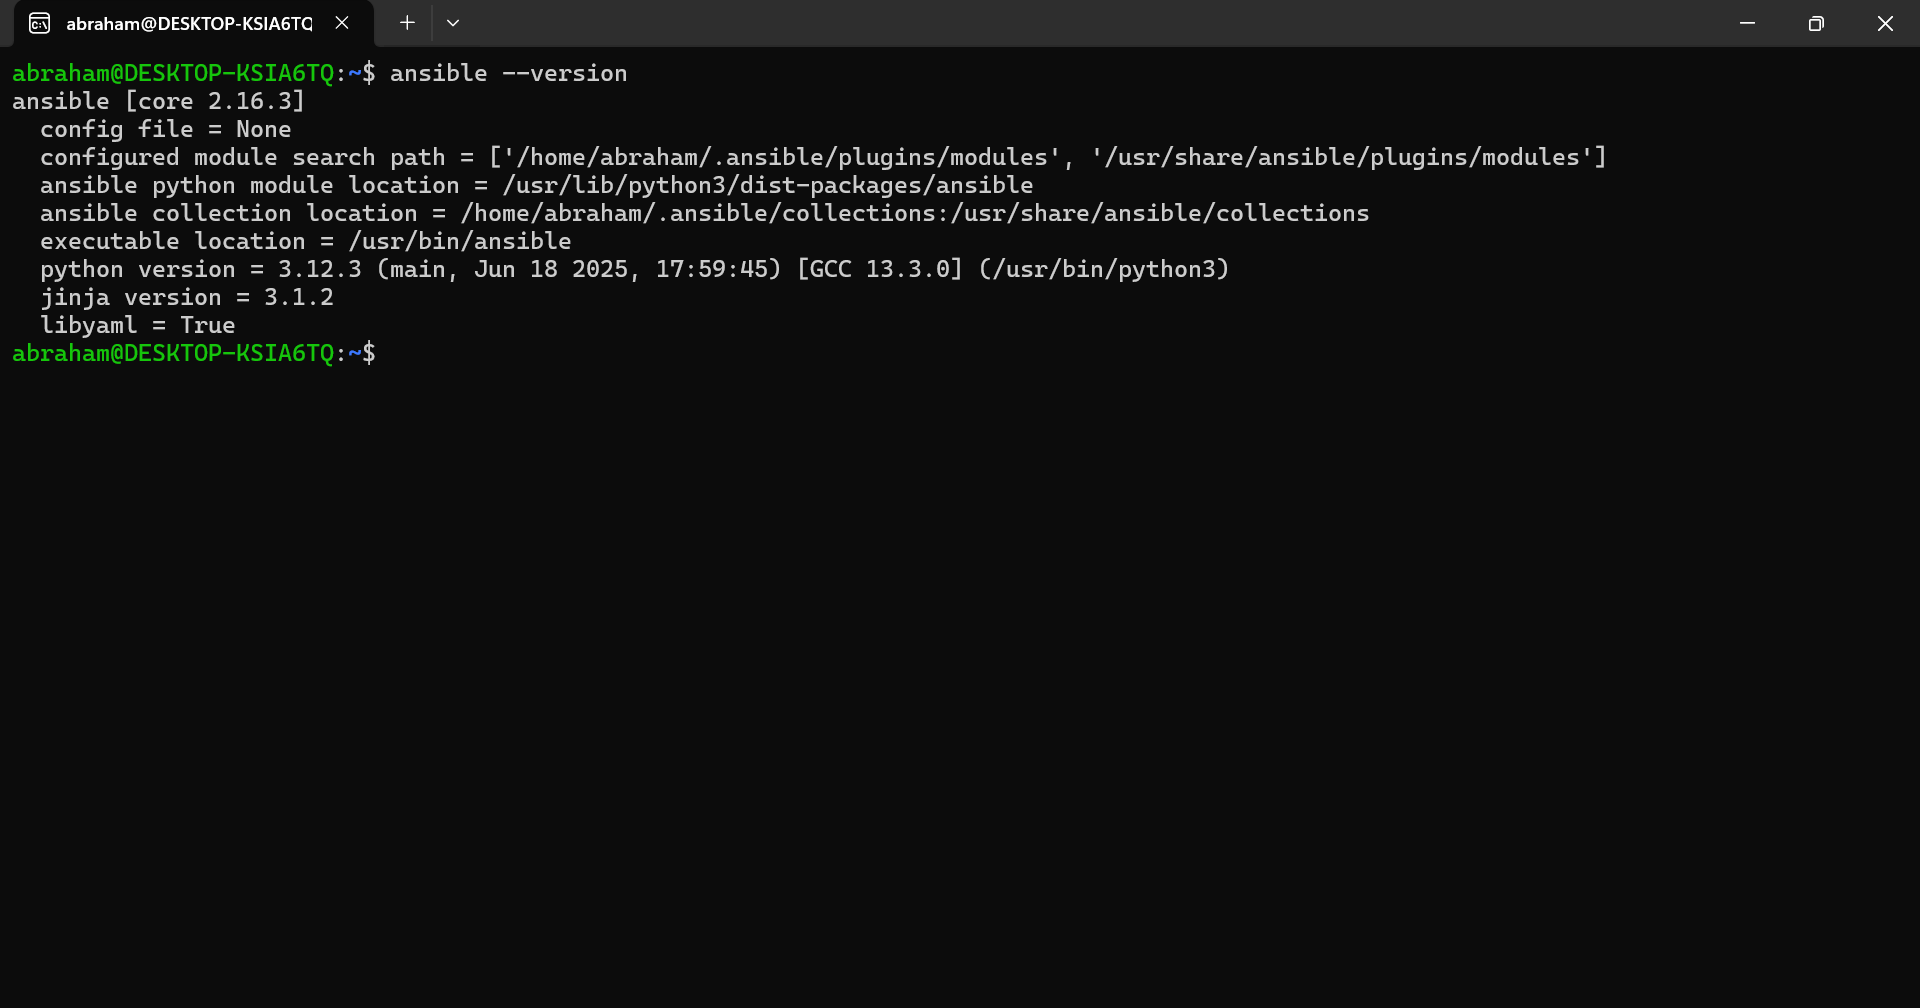 abraham@DESKTOP-KSIA6TQ
abraham@DESKTOP-KSIA6TQ:~$ ansible --version
ansible [core 2.16.3]
  config file = None
  configured module search path = ['/home/abraham/.ansible/plugins/modules', '/usr/share/ansible/plugins/modules']
  ansible python module location = /usr/lib/python3/dist-packages/ansible
  ansible collection location = /home/abraham/.ansible/collections:/usr/share/ansible/collections
  executable location = /usr/bin/ansible
  python version = 3.12.3 (main, Jun 18 2025, 17:59:45) [GCC 13.3.0] (/usr/bin/python3)
  jinja version = 3.1.2
  libyaml = True
abraham@DESKTOP-KSIA6TQ:~$